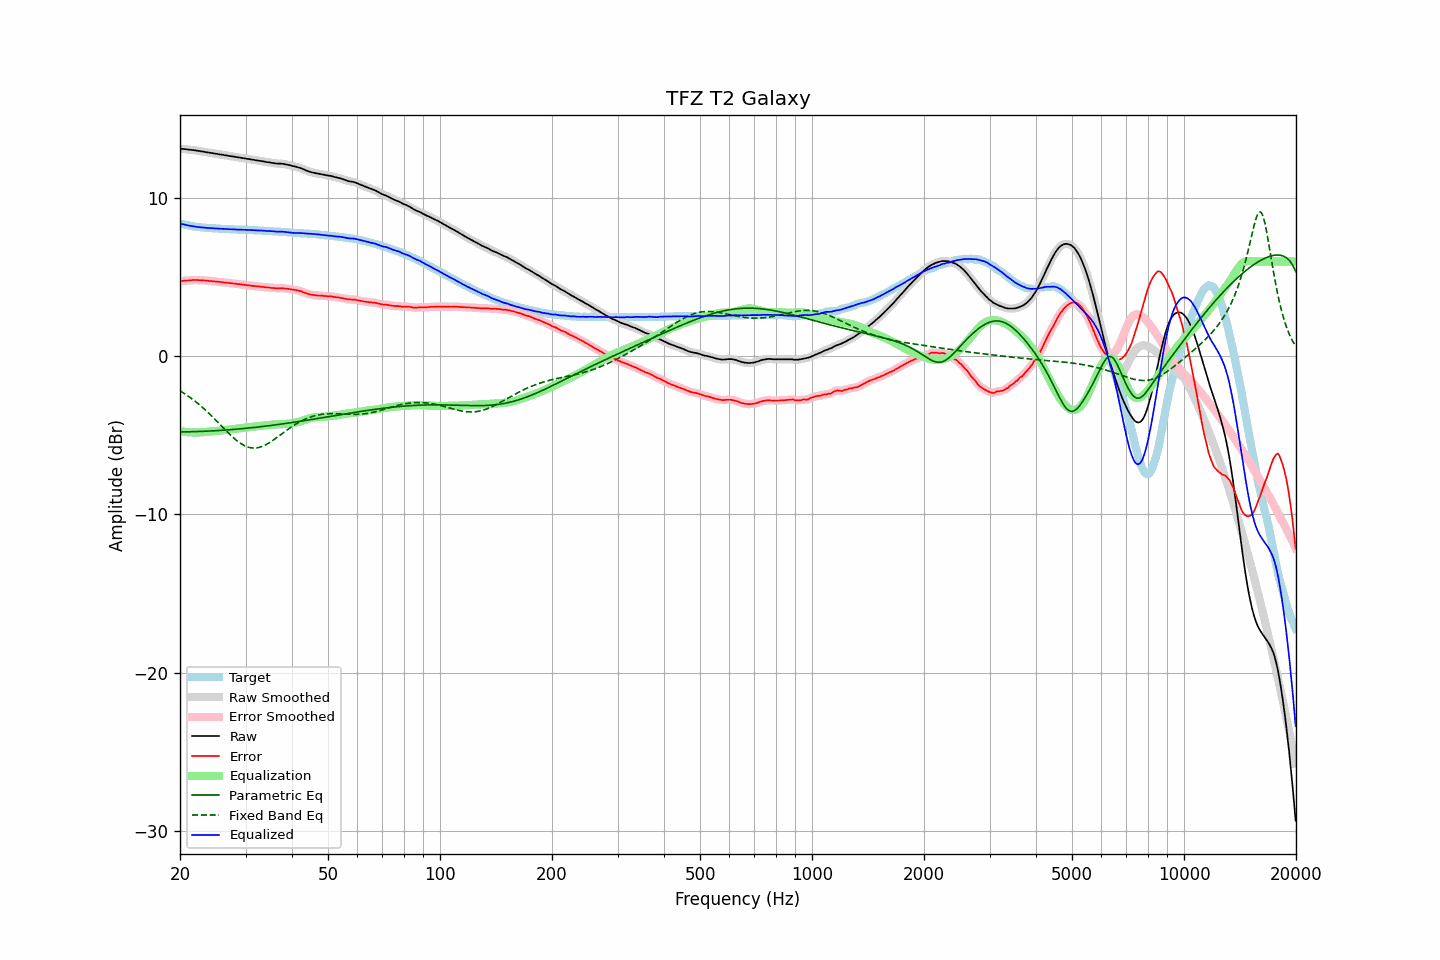 TFZ T2 Galaxy
Amplitude (dBr)
10
0
−10
−20
−30
Target
Raw Smoothed
Error Smoothed
Raw
Error
Equalization
Parametric Eq
Fixed Band Eq
Equalized
20 50 100 200 500 1000 2000 5000 10000 20000
Frequency (Hz)